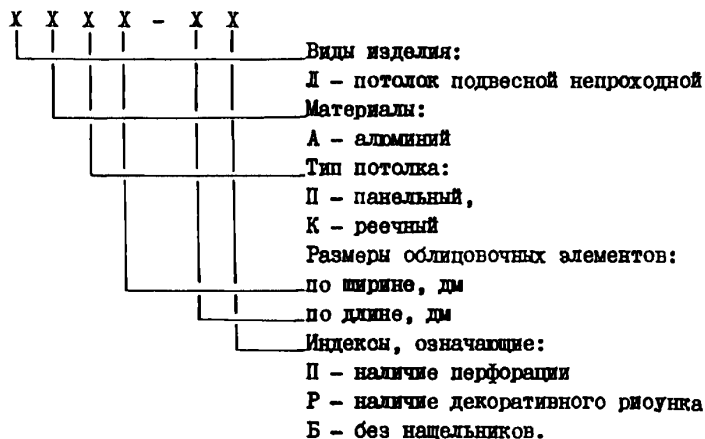 Х Х Х Х - Х Х
Виды изделия:
Л - потолок подвесной непроходной
Материалы:
А - алюминий
Тип потолка:
П - панельный,
К - реечный
Размеры облицовочных элементов:
по ширине, дм
по длине, дм
Индексы, означающие:
П - наличие перфорации
Р - наличие декоративного рисунка
Б - без нащельников.